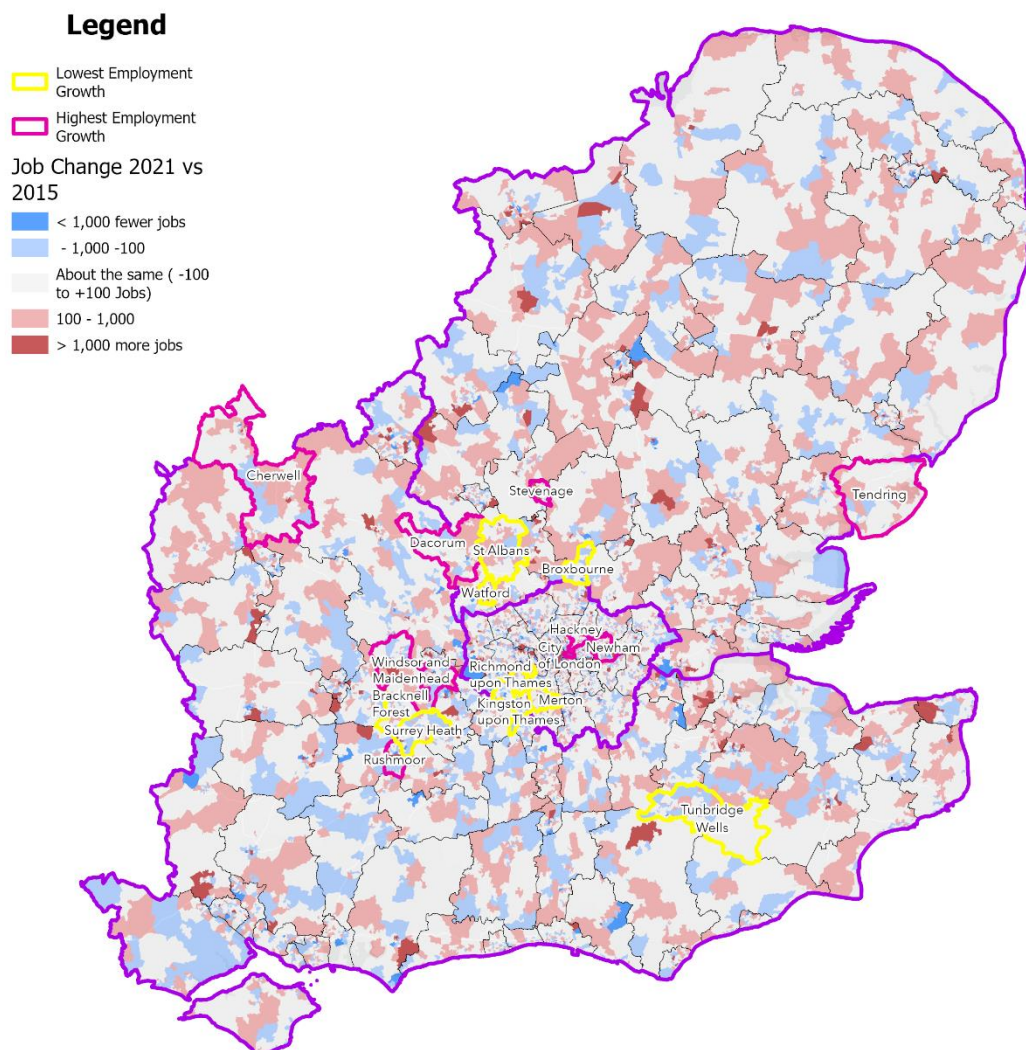 Legend
Lowest Employment
Growth
Highest Employment
Growth
Job Change 2021 vs
2015
< 1,000 fewer jobs
- 1,000 -100
About the same ( -100
to +100 Jobs)
100 - 1,000
> 1,000 more jobs
Cherwell
Stevenage
Tendring
Dacorum
St Albans
Broxbourne
Watford
Hackney
City
of London
Newham
Richmond
upon Thames
Windsor and
Maidenhead
Bracknell
Forest
Kingston
upon Thames
Merton
Surrey Heath
Rushmoor
Tunbridge
Wells